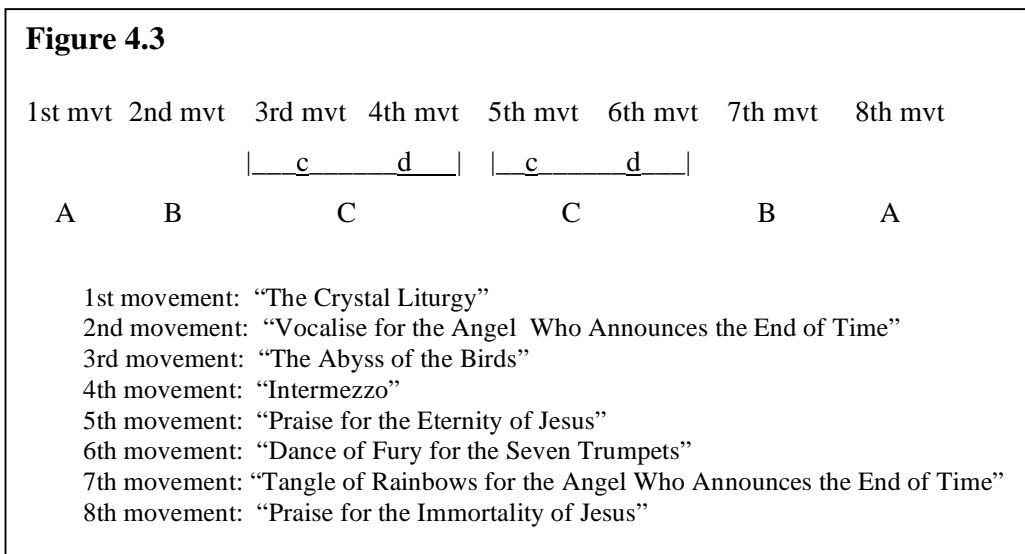 Figure 4.3
1st mvt 2nd mvt 3rd mvt 4th mvt 5th mvt 6th mvt 7th mvt 8th mvt
|___c______d___| |__c______d___|
A B C C B A
1st movement: “The Crystal Liturgy”
2nd movement: “Vocalise for the Angel Who Announces the End of Time”
3rd movement: “The Abyss of the Birds”
4th movement: “Intermezzo”
5th movement: “Praise for the Eternity of Jesus”
6th movement: “Dance of Fury for the Seven Trumpets”
7th movement: “Tangle of Rainbows for the Angel Who Announces the End of Time”
8th movement: “Praise for the Immortality of Jesus”